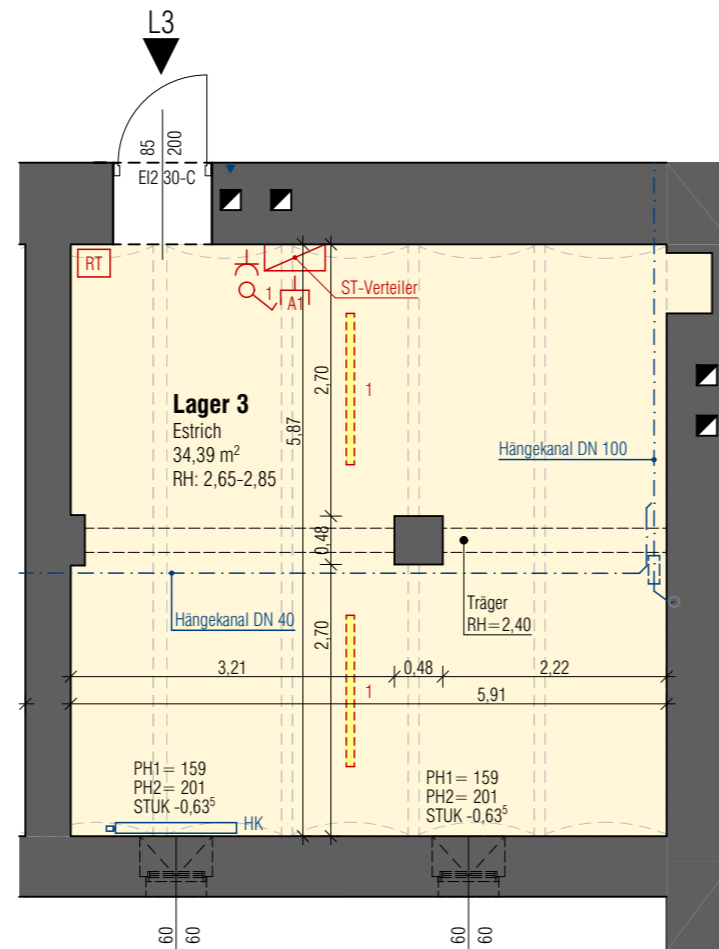 L3
85
200
EI2 30-C
RT
1
A1
ST-Verteiler
2,70
5,87
1
Lager 3
Estrich
34,39 m²
RH: 2,65-2,85
Hängekanal DN 100
0,48
Träger
RH=2,40
Hängekanal DN 40
2,70
3,21
0,48
2,22
1
5,91
PH1= 159
PH2= 201
STUK -0,63⁵
PH1= 159
PH2= 201
STUK -0,63⁵
HK
60
60
60
60